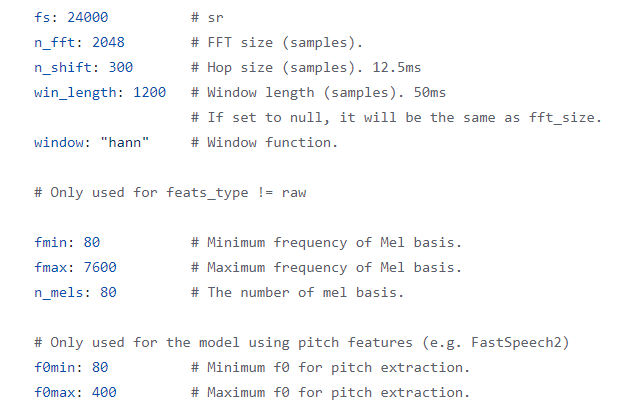 fs: 24000 # sr
n_fft: 2048 # FFT size (samples).
n_shift: 300 # Hop size (samples). 12.5ms
win_length: 1200 # Window length (samples). 50ms
# If set to null, it will be the same as fft_size.
window: "hann" # Window function.
# Only used for feats_type != raw
fmin: 80 # Minimum frequency of Mel basis.
fmax: 7600 # Maximum frequency of Mel basis.
n_mels: 80 # The number of mel basis.
# Only used for the model using pitch features (e.g. FastSpeech2)
f0min: 80 # Minimum f0 for pitch extraction.
f0max: 400 # Maximum f0 for pitch extraction.